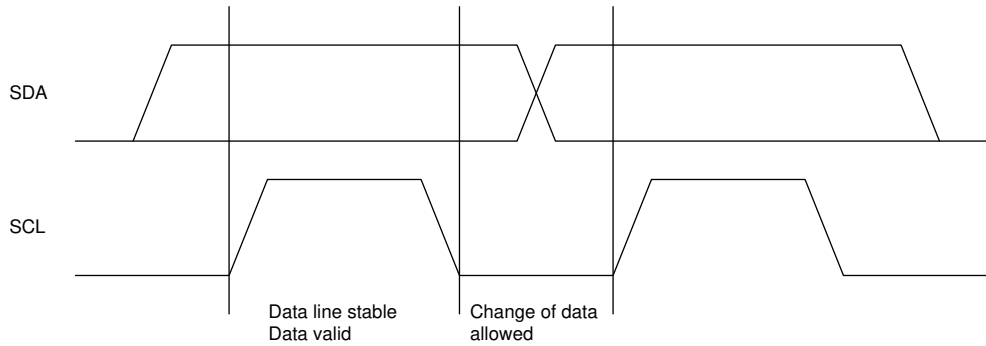 SDA
SCL
Data line stable
Data valid
Change of data
allowed